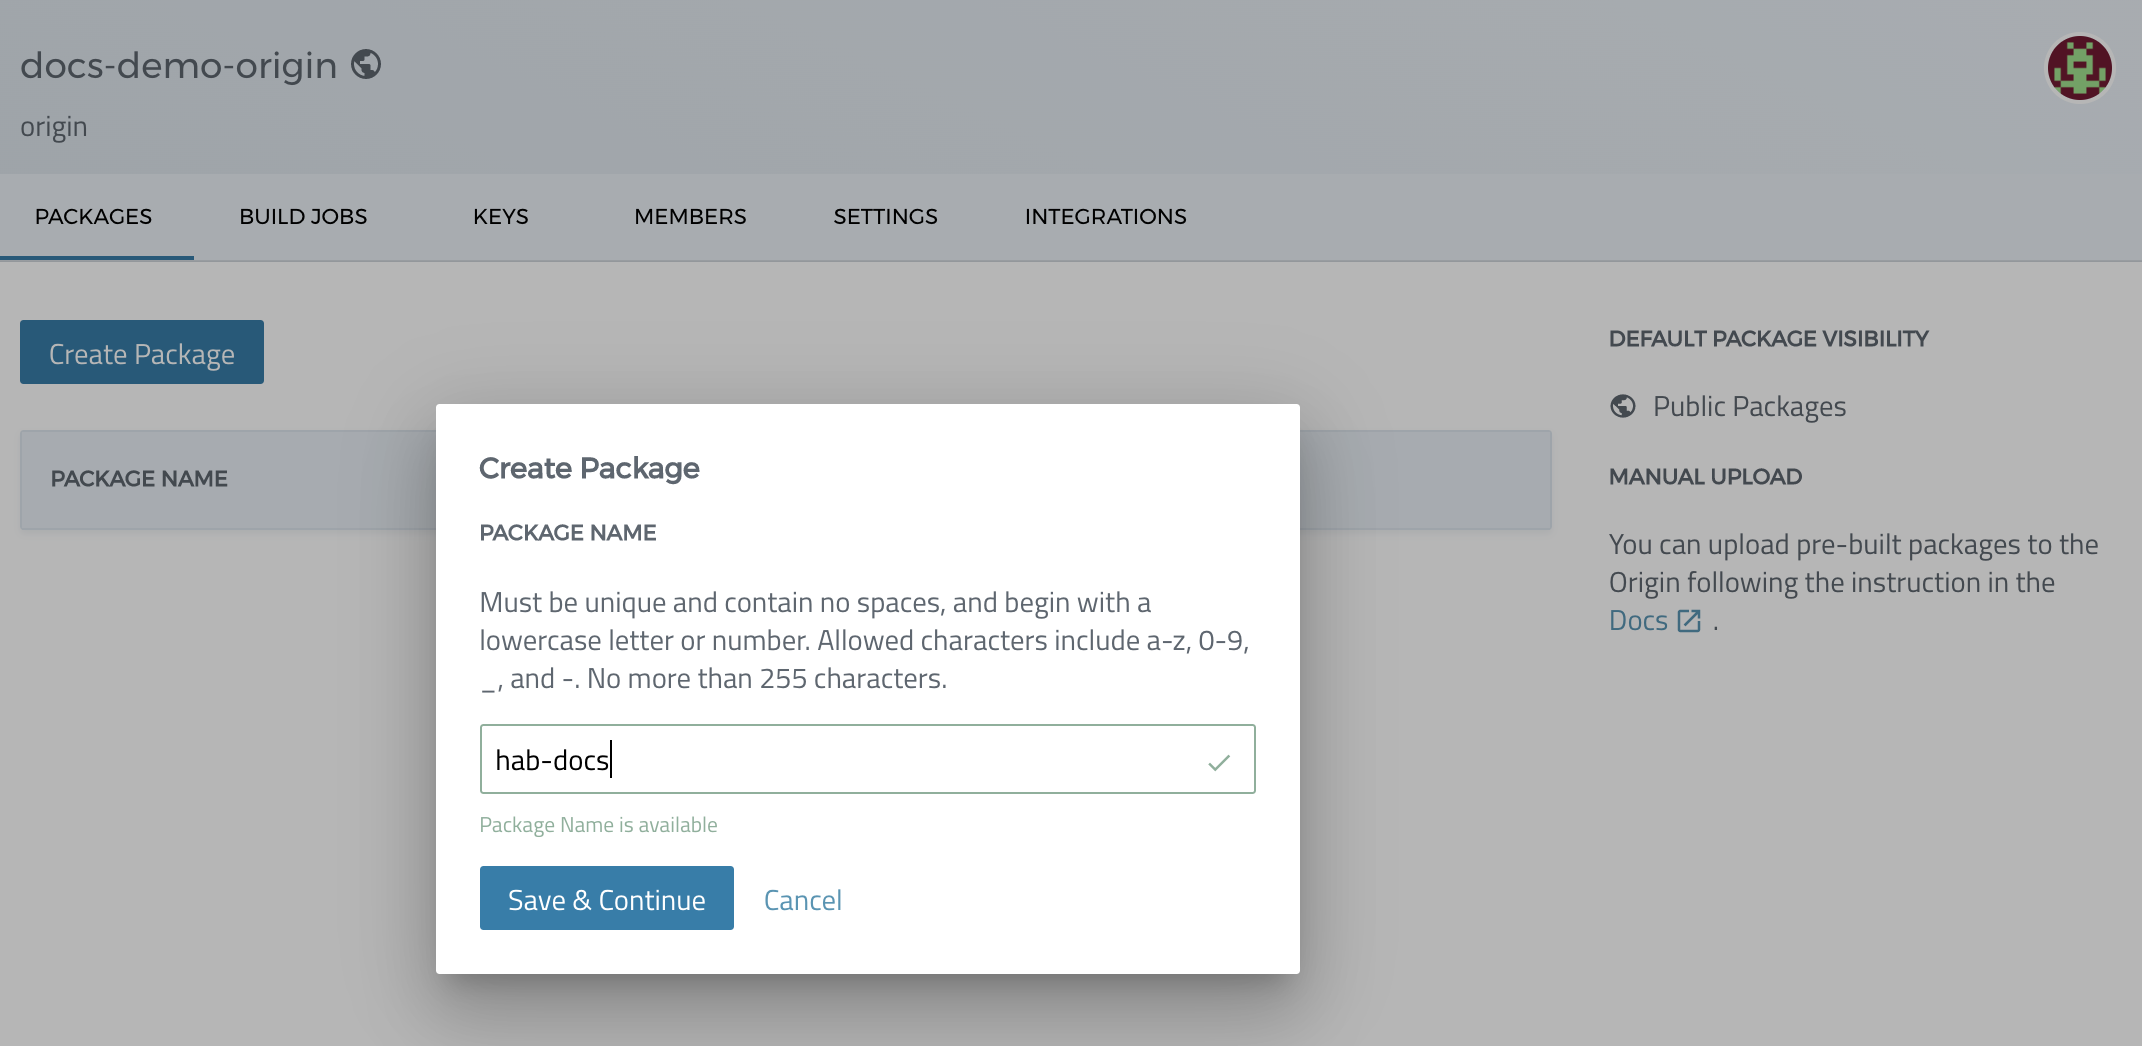 docs-demo-origin
origin
PACKAGES BUILD JOBS KEYS MEMBERS SETTINGS INTEGRATIONS
Create Package
PACKAGE NAME
Create Package
PACKAGE NAME
Must be unique and contain no spaces, and begin with a
lowercase letter or number. Allowed characters include a-z, 0-9,
_, and -. No more than 255 characters.
hab-docs
Package Name is available
Save & Continue Cancel
DEFAULT PACKAGE VISIBILITY
Public Packages
MANUAL UPLOAD
You can upload pre-built packages to the
Origin following the instruction in the
Docs .